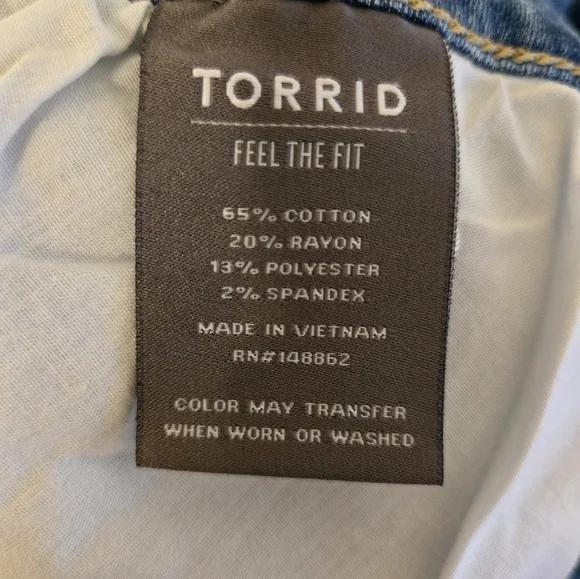 TORRID
FEEL THE FIT
65% COTTON
20% RAYON
13% POLYESTER
2% SPANDEX
MADE IN VIETNAM
RN#148862
COLOR MAY TRANSFER
WHEN WORN OR WASHED